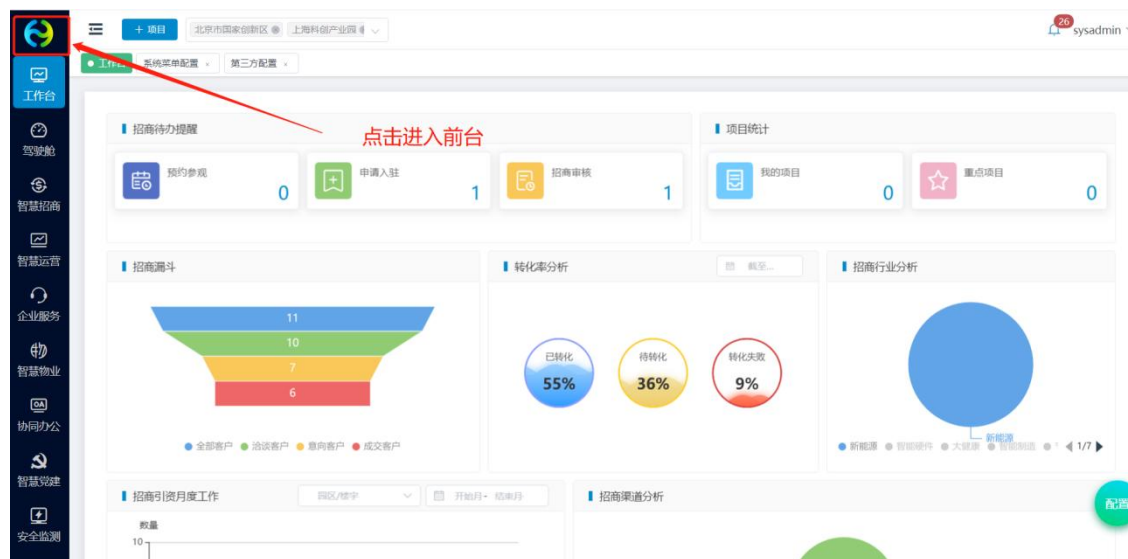 + 项目
北京市国家创新区
上海科创产业园
26
sysadmin
系统菜单配置 ×
第三方配置 ×
工作台
驾驶舱
智慧招商
智慧运营
企业服务
智慧物业
OA
协同办公
智慧党建
安全监测
点击进入前台
招商待办提醒
预约参观
0
申请入驻
1
招商审核
1
项目统计
我的项目
0
重点项目
0
招商漏斗
11
10
7
6
全部客户 洽谈客户 意向客户 成交客户
转化率分析
截至...
已转化
55%
待转化
36%
转化失败
9%
招商行业分析
新能源
新能源 智能硬件 大健康 智能制造
1/7
招商引资月度工作
园区/楼宇
开始月- 结束月
数量
10
招商渠道分析
配置